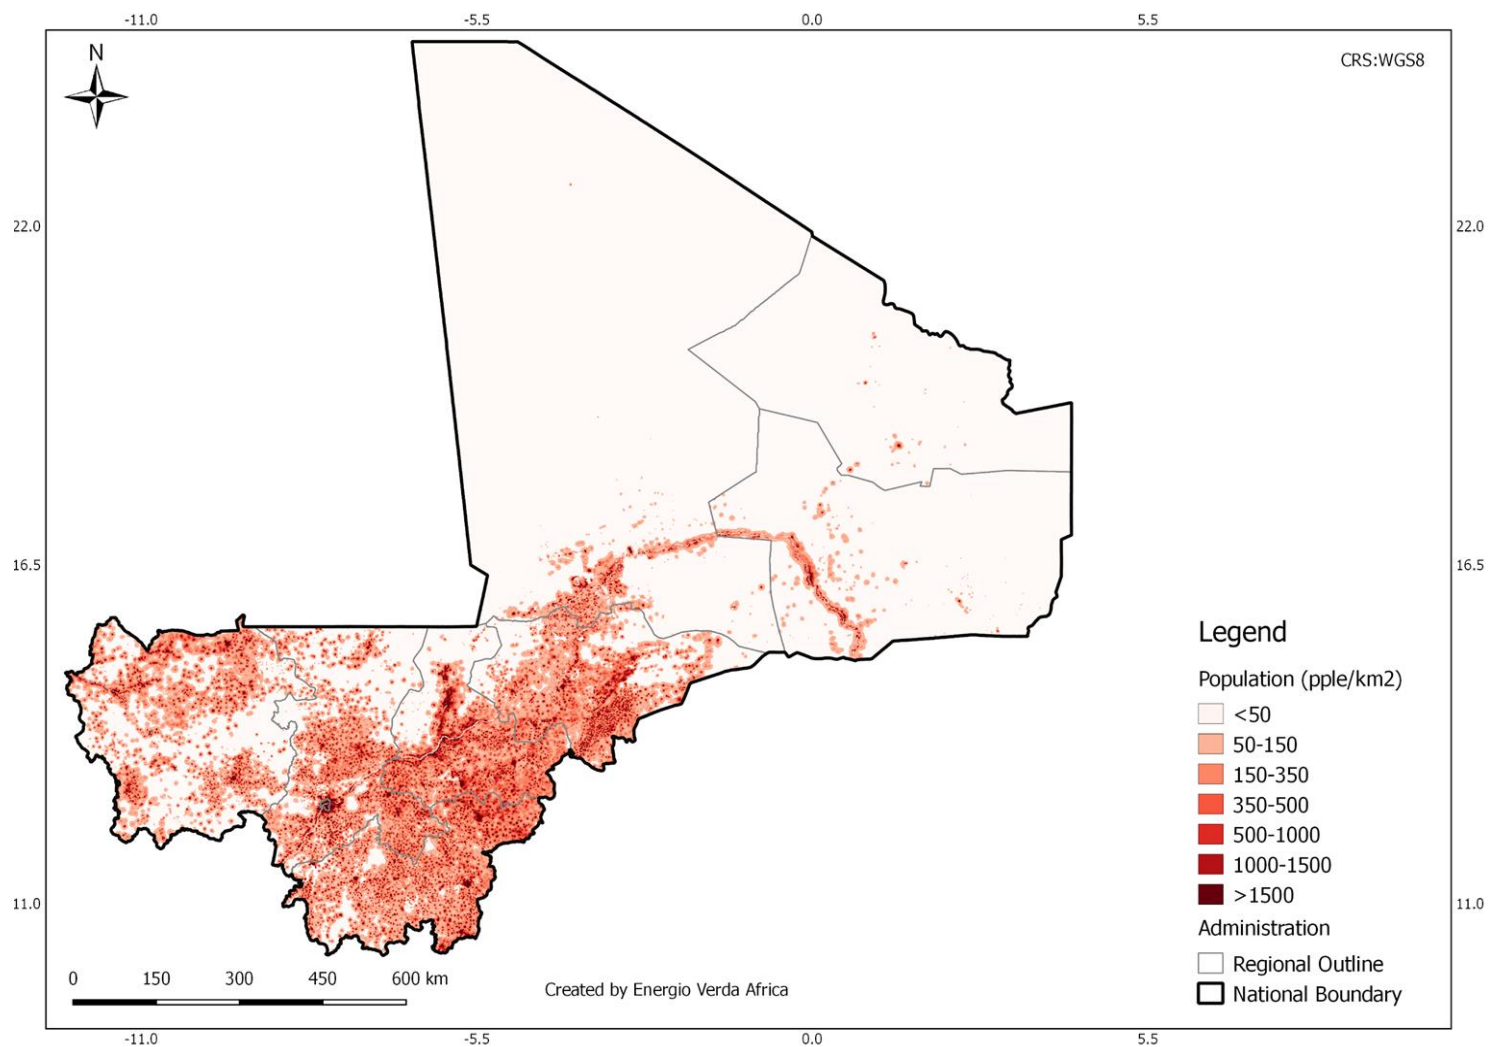 -11.0 -5.5 0.0 5.5
N
CRS:WGS8
22.0 22.0
16.5
11.0 11.0
Legend
Population (pple/km2)
<50
50-150
150-350
350-500
500-1000
1000-1500
>1500
Administration
Regional Outline
National Boundary
0 150 300 450 600 km
Created by Energio Verda Africa
-11.0 -5.5 0.0 5.5